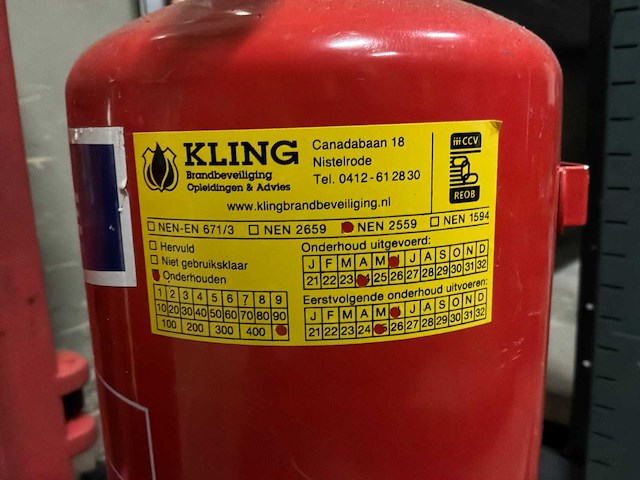 KLING
Brandbeveiliging
Opleidingen & Advies
Canadabaan 18
Nistelrode
Tel. 0412-612830
www.klingbrandbeveiliging.nl
CCV
REOB
NEN-EN 671/3 NEN 2659 NEN 2559 NEN 1594
Hervuld
Niet gebruiksklaar
Onderhouden
1 2 3 4 5 6 7 8 9
10 20 30 40 50 60 70 80 90
100 200 300 400
Onderhoud uitgevoerd:
J F M A M J A S O N D
21 22 23 25 26 27 28 29 30 31 32
Eerstvolgende onderhoud uitvoeren:
J F M A M J A S O N D
21 22 23 24 26 27 28 29 30 31 32